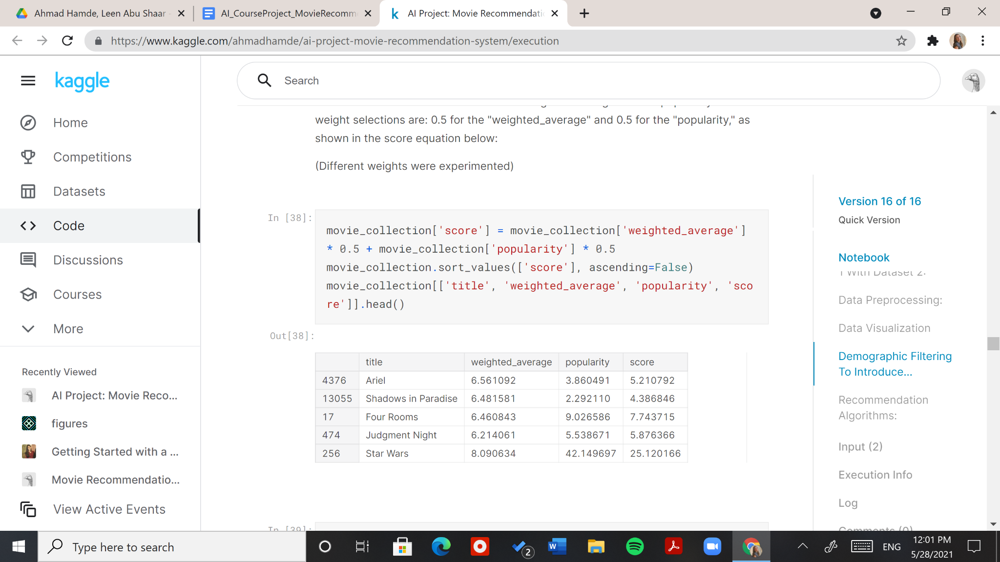 Ahmad Hamde, Leen Abu Shaar
AI_CourseProject_MovieRecomm
AI Project: Movie Recommendati
https://www.kaggle.com/ahmadhamde/ai-project-movie-recommendation-system/execution
kaggle
Search
Home
Competitions
Datasets
Code
Discussions
Courses
More
Recently Viewed
AI Project: Movie Reco...
figures
Getting Started with a ...
Movie Recommendatio...
View Active Events
weight selections are: 0.5 for the "weighted_average" and 0.5 for the "popularity," as
shown in the score equation below:
(Different weights were experimented)
In [38]:
movie_collection['score'] = movie_collection['weighted_average']
* 0.5 + movie_collection['popularity'] * 0.5
movie_collection.sort_values(['score'], ascending=False)
movie_collection[['title', 'weighted_average', 'popularity', 'sco
re']].head()
Out[38]:
title weighted_average popularity score
4376 Ariel 6.561092 3.860491 5.210792
13055 Shadows in Paradise 6.481581 2.292110 4.386846
17 Four Rooms 6.460843 9.026586 7.743715
474 Judgment Night 6.214061 5.538671 5.876366
256 Star Wars 8.090634 42.149697 25.120166
In [39]:
Version 16 of 16
Quick Version
Notebook
1 With Dataset 2:
Data Preprocessing:
Data Visualization
Demographic Filtering
To Introduce...
Recommendation
Algorithms:
Input (2)
Execution Info
Log
Comments (0)
Type here to search
2
W
ENG
12:01 PM
5/28/2021